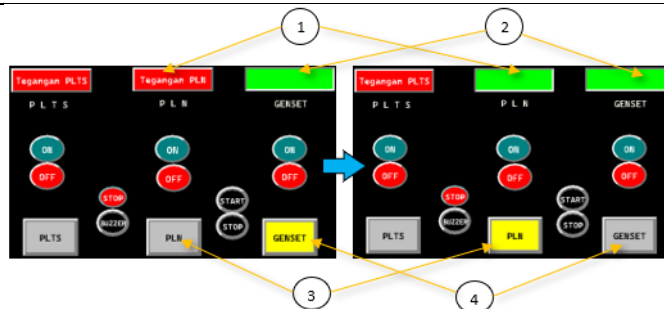 1 2
Tegangan PLTS Tegangan PLN Tegangan PLTS
P L T S P L N GENSET P L T S P L N GENSET
ON ON ON ON ON ON
OFF OFF OFF OFF OFF OFF
STOP START STOP START
BUZZER STOP BUZZER STOP
PLTS PLN GENSET PLTS PLN GENSET
3 4